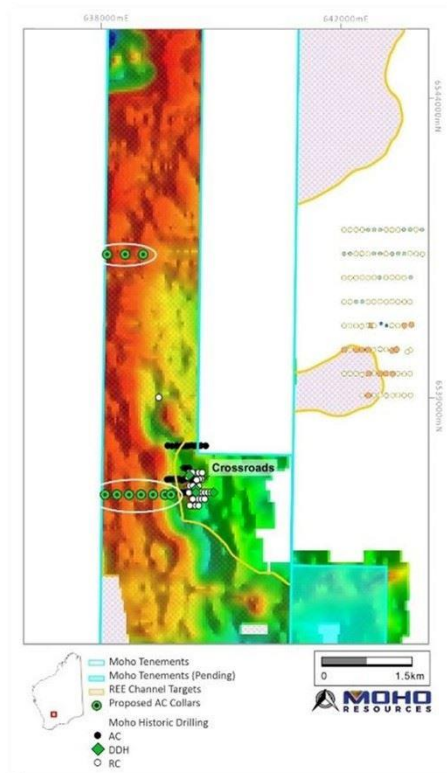 638000mE 642000mE
6544000mN
6539000mN
Crossroads
Moho Tenements
Moho Tenements (Pending)
REE Channel Targets
Proposed AC Collars
Moho Historic Drilling
AC
DDH
RC
0 1.5km
MOHO
RESOURCES